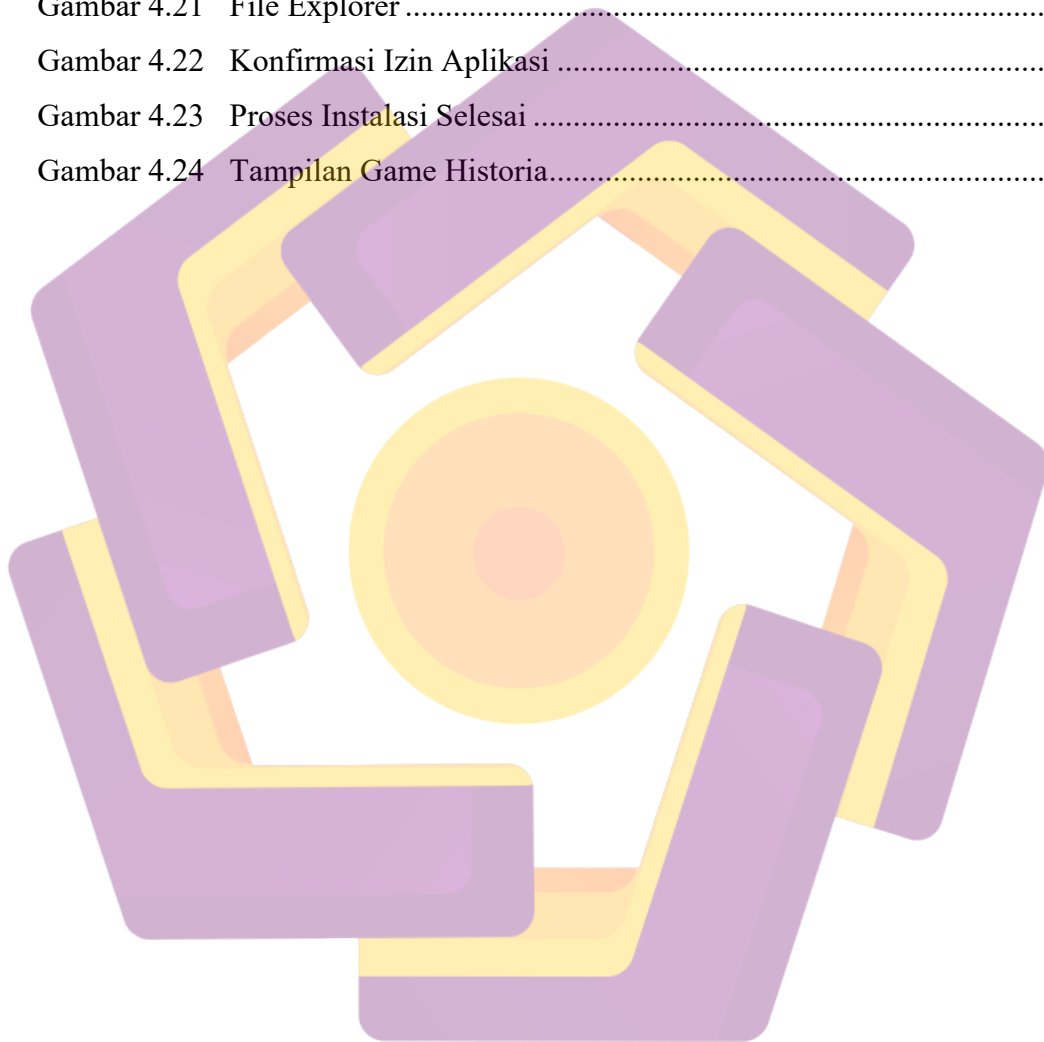 Gambar 4.21 File Explorer ................................................................................
Gambar 4.22 Konfirmasi Izin Aplikasi .............................................................
Gambar 4.23 Proses Instalasi Selesai ................................................................
Gambar 4.24 Tampilan Game Historia..............................................................